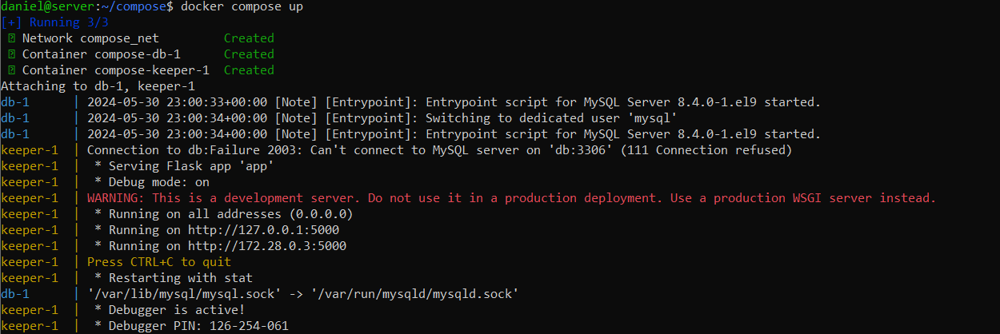 daniel@server:~/compose$ docker compose up
[+] Running 3/3
Network compose_net Created
Container compose-db-1 Created
Container compose-keeper-1 Created
Attaching to db-1, keeper-1
db-1 | 2024-05-30 23:00:33+00:00 [Note] [Entrypoint]: Entrypoint script for MySQL Server 8.4.0-1.el9 started.
db-1 | 2024-05-30 23:00:34+00:00 [Note] [Entrypoint]: Switching to dedicated user 'mysql'
db-1 | 2024-05-30 23:00:34+00:00 [Note] [Entrypoint]: Entrypoint script for MySQL Server 8.4.0-1.el9 started.
keeper-1 | Connection to db:Failure 2003: Can't connect to MySQL server on 'db:3306' (111 Connection refused)
keeper-1 | * Serving Flask app 'app'
keeper-1 | * Debug mode: on
keeper-1 | WARNING: This is a development server. Do not use it in a production deployment. Use a production WSGI server instead.
keeper-1 | * Running on all addresses (0.0.0.0)
keeper-1 | * Running on http://127.0.0.1:5000
keeper-1 | * Running on http://172.28.0.3:5000
keeper-1 | Press CTRL+C to quit
keeper-1 | * Restarting with stat
db-1 | '/var/lib/mysql/mysql.sock' -> '/var/run/mysqld/mysqld.sock'
keeper-1 | * Debugger is active!
keeper-1 | * Debugger PIN: 126-254-061